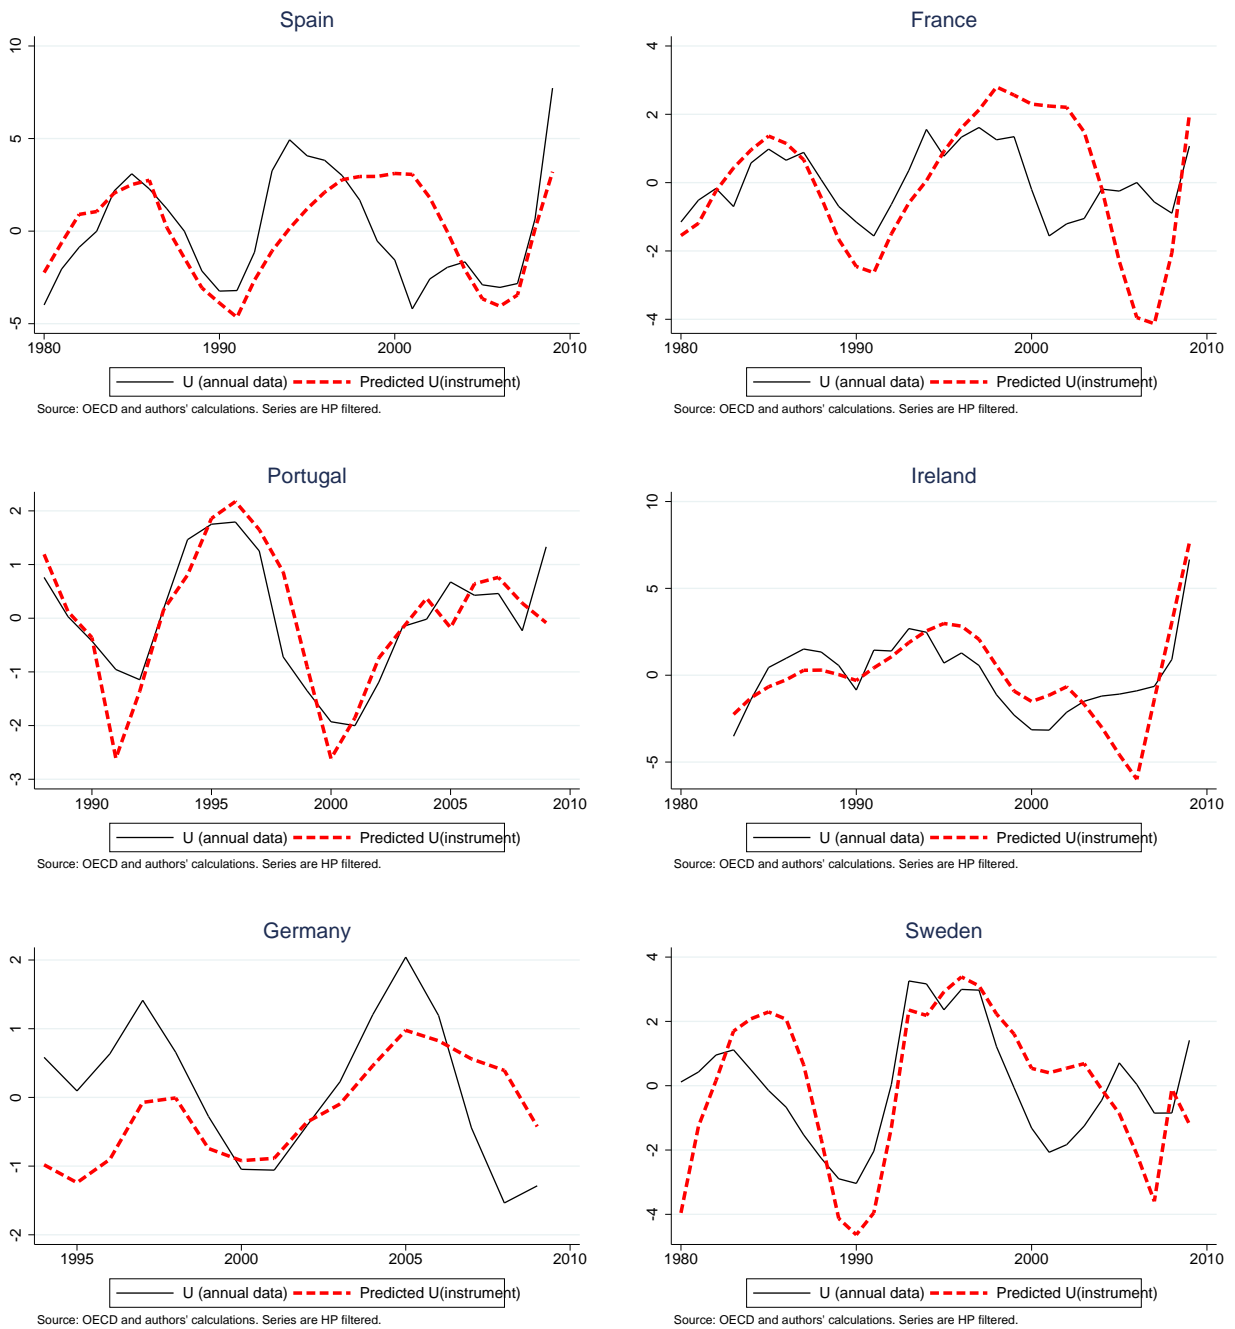 Spain
10
5
0
-5
1980 1990 2000 2010
U (annual data) Predicted U(instrument)
Source: OECD and authors' calculations. Series are HP filtered.
France
4
2
0
-2
-4
1980 1990 2000 2010
U (annual data) Predicted U(instrument)
Source: OECD and authors' calculations. Series are HP filtered.
Portugal
2
1
0
-1
-2
-3
1990 1995 2000 2005 2010
U (annual data) Predicted U(instrument)
Source: OECD and authors' calculations. Series are HP filtered.
Ireland
10
5
0
-5
1980 1990 2000 2010
U (annual data) Predicted U(instrument)
Source: OECD and authors' calculations. Series are HP filtered.
Germany
2
1
0
-1
-2
1995 2000 2005 2010
U (annual data) Predicted U(instrument)
Source: OECD and authors' calculations. Series are HP filtered.
Sweden
4
2
0
-2
-4
1980 1990 2000 2010
U (annual data) Predicted U(instrument)
Source: OECD and authors' calculations. Series are HP filtered.